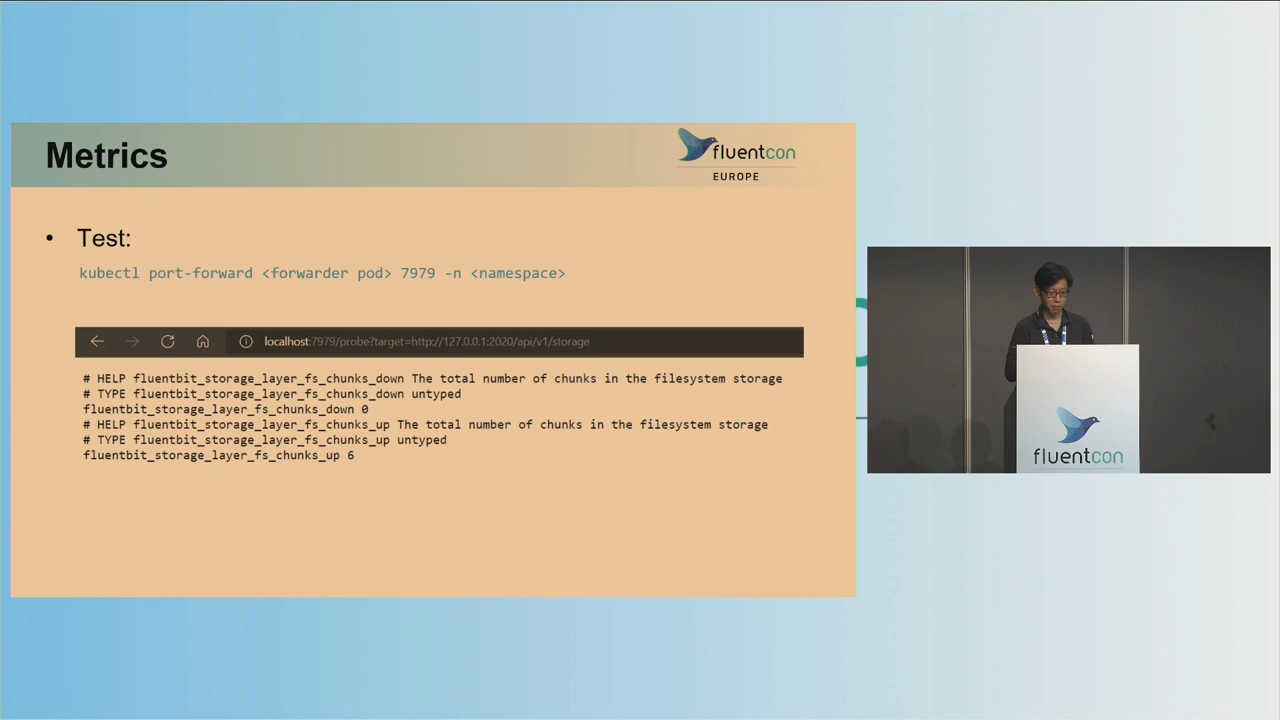 Metrics
fluentcon
EUROPE
• Test:
kubectl port-forward <forwarder pod> 7979 -n <namespace>
localhost:7979/probe?target=http://127.0.0.1:2020/api/v1/storage
# HELP fluentbit_storage_layer_fs_chunks_down The total number of chunks in the filesystem storage
# TYPE fluentbit_storage_layer_fs_chunks_down untyped
fluentbit_storage_layer_fs_chunks_down 0
# HELP fluentbit_storage_layer_fs_chunks_up The total number of chunks in the filesystem storage
# TYPE fluentbit_storage_layer_fs_chunks_up untyped
fluentbit_storage_layer_fs_chunks_up 6
fluentcon